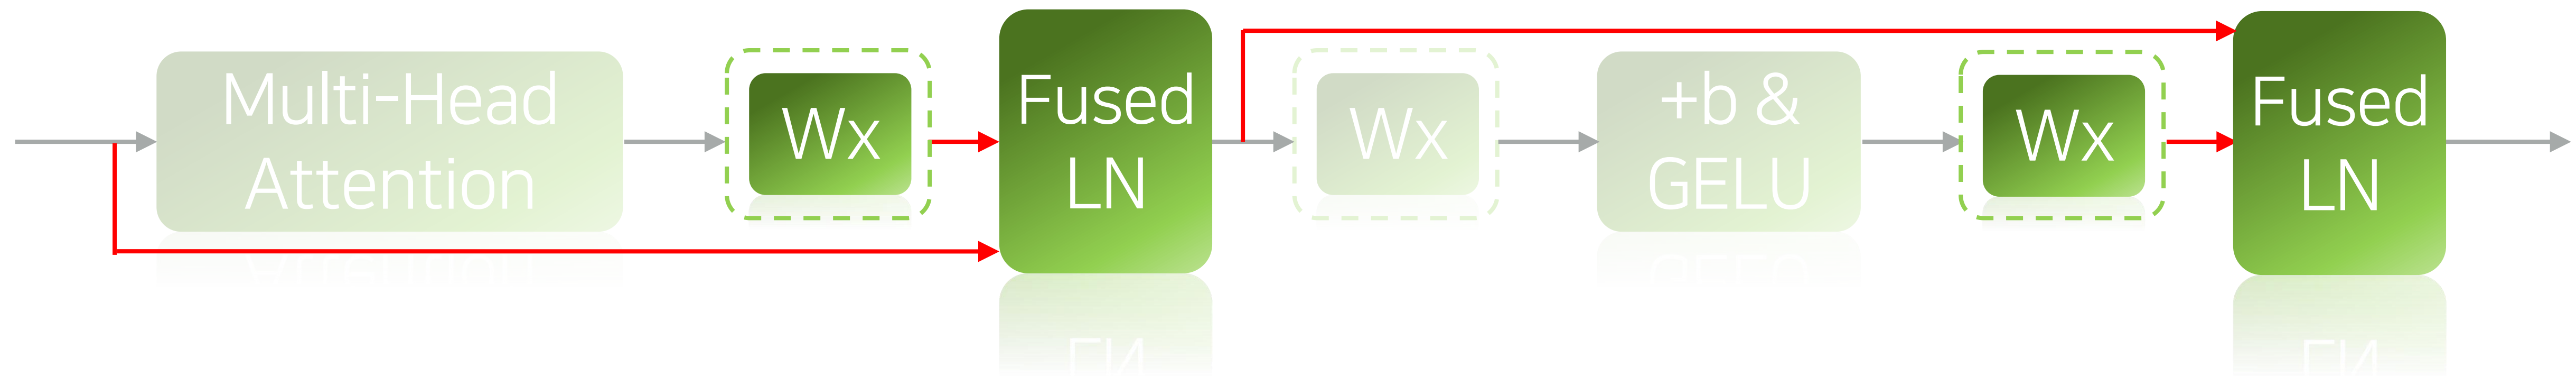 Multi-Head
Attention
Wx
Fused
LN
Wx
+b &
GELU
Wx
Fused
LN